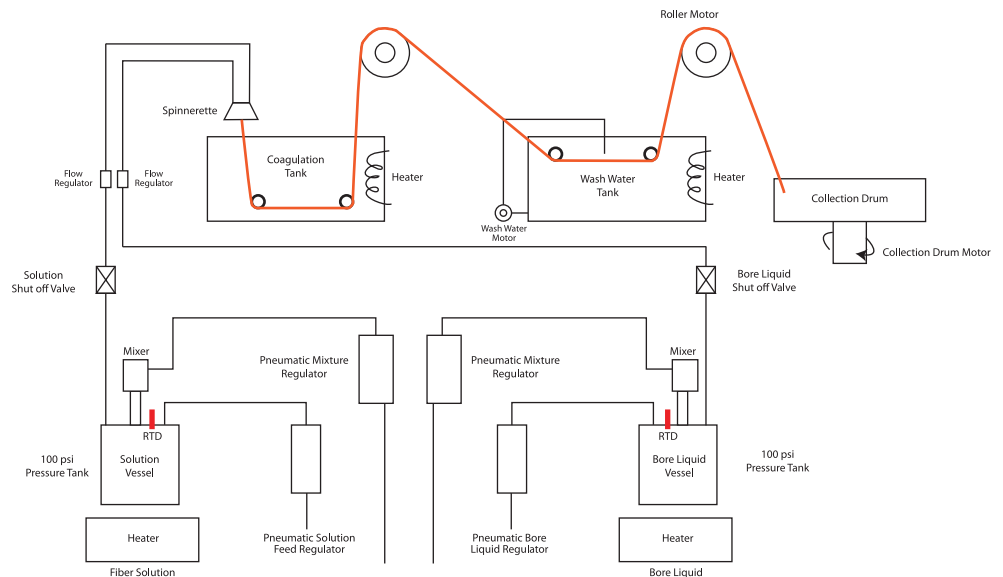 Roller Motor
Spinnerette
Coagulation
Tank
Heater
Flow
Regulator
Flow
Regulator
Wash Water
Tank
Heater
Wash Water
Motor
Collection Drum
Collection Drum Motor
Solution
Shut off Valve
Bore Liquid
Shut off Valve
Mixer
Pneumatic Mixture
Regulator
Pneumatic Mixture
Regulator
Mixer
RTD
Solution
Vessel
100 psi
Pressure Tank
RTD
Bore Liquid
Vessel
100 psi
Pressure Tank
Heater
Pneumatic Solution
Feed Regulator
Pneumatic Bore
Liquid Regulator
Heater
Fiber Solution
Bore Liquid